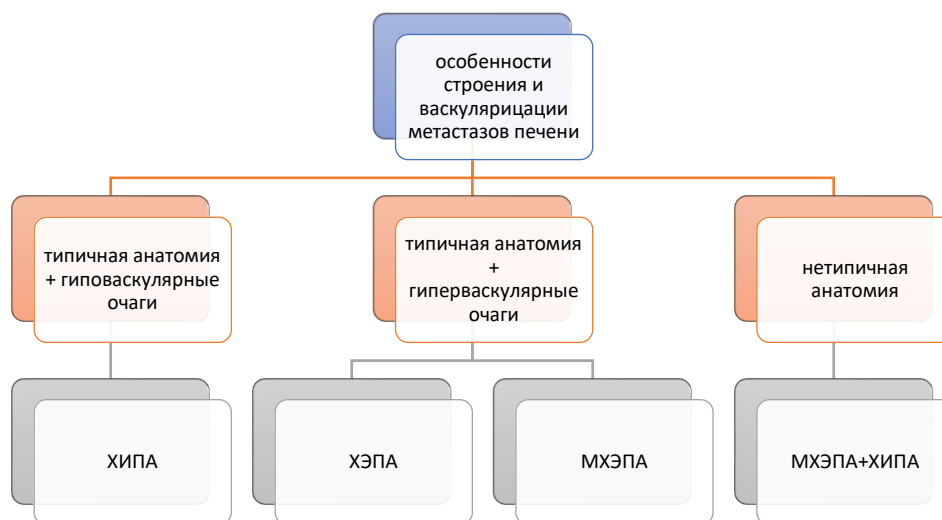 особенности
строения и
васкулярицации
метастазов печени
типичная анатомия
+ гиповаскулярные
очаги
типичная анатомия
+
гиперваскулярные
очаги
нетипичная
анатомия
ХИПА
ХЭПА
МХЭПА
МХЭПА+ХИПА